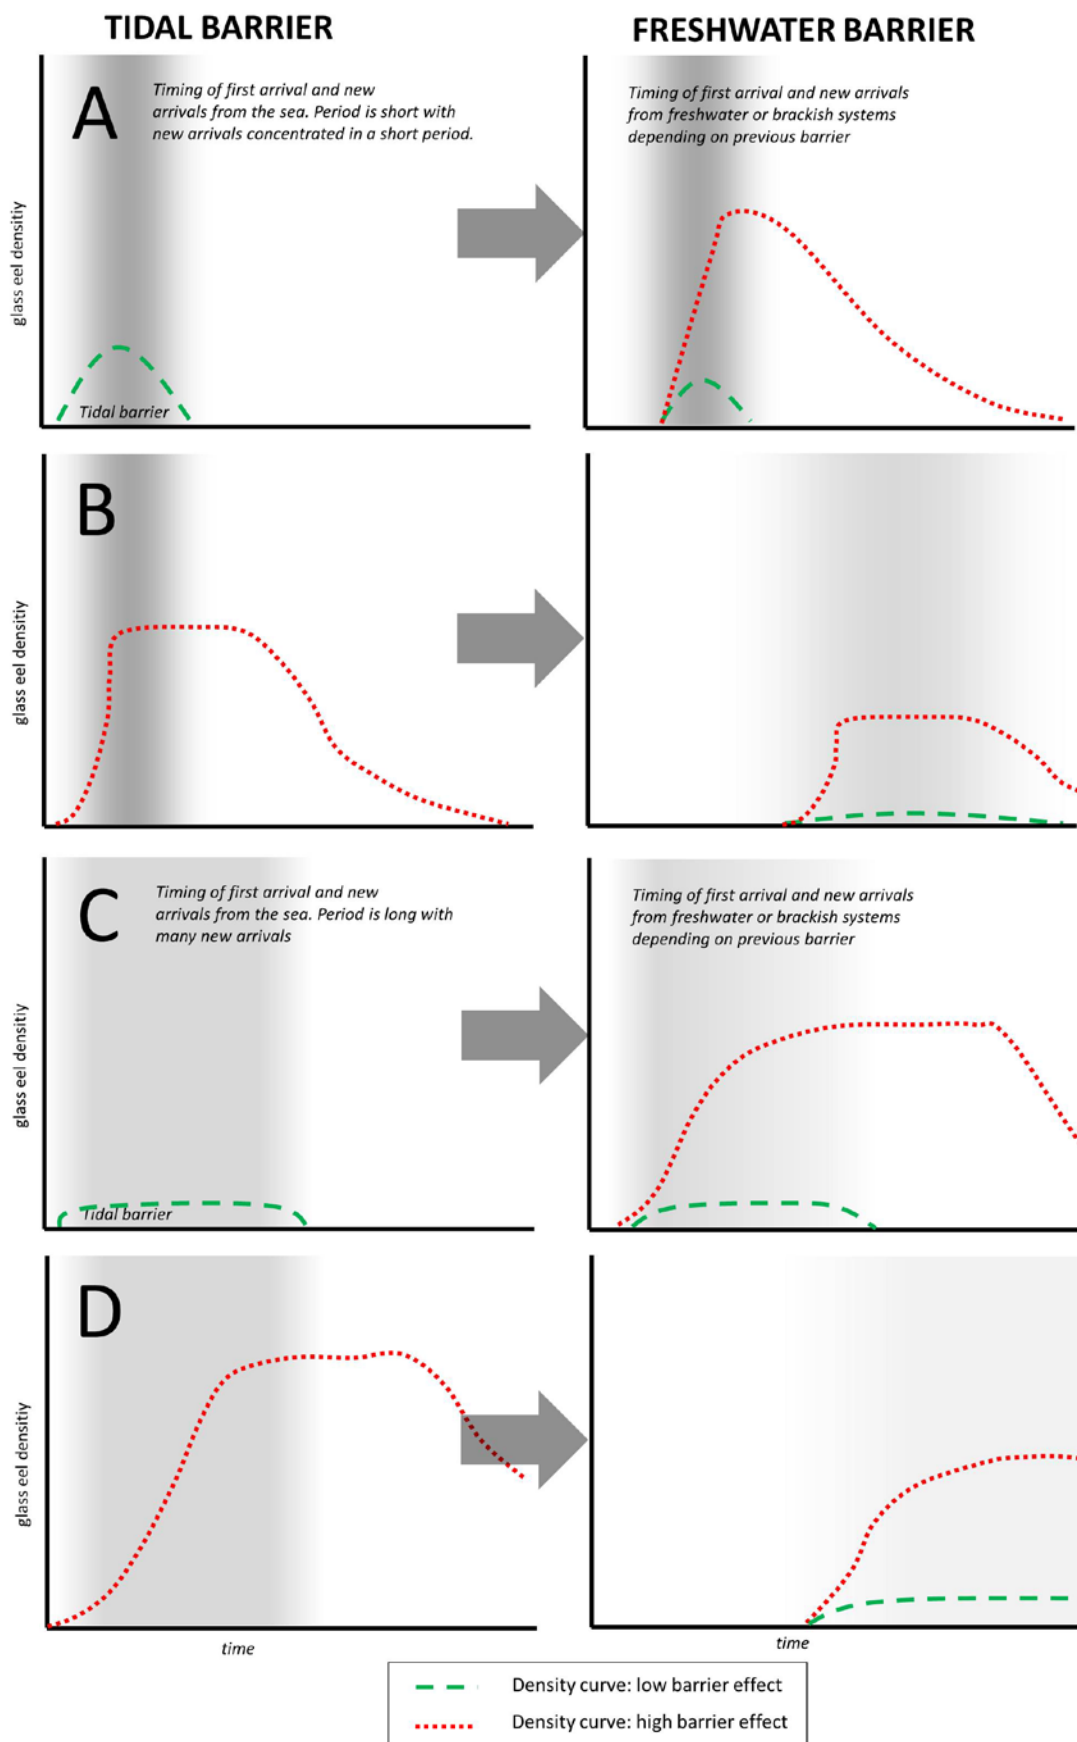 TIDAL BARRIER
FRESHWATER BARRIER
A
Timing of first arrival and new
arrivals from the sea. Period is short with
new arrivals concentrated in a short period.
Timing of first arrival and new arrivals
from freshwater or brackish systems
depending on previous barrier
glass eel densitiy
Tidal barrier
B
glass eel densitiy
C
Timing of first arrival and new
arrivals from the sea. Period is long with
many new arrivals
Timing of first arrival and new arrivals
from freshwater or brackish systems
depending on previous barrier
glass eel densitiy
Tidal barrier
D
glass eel densitiy
time
time
Density curve: low barrier effect
Density curve: high barrier effect